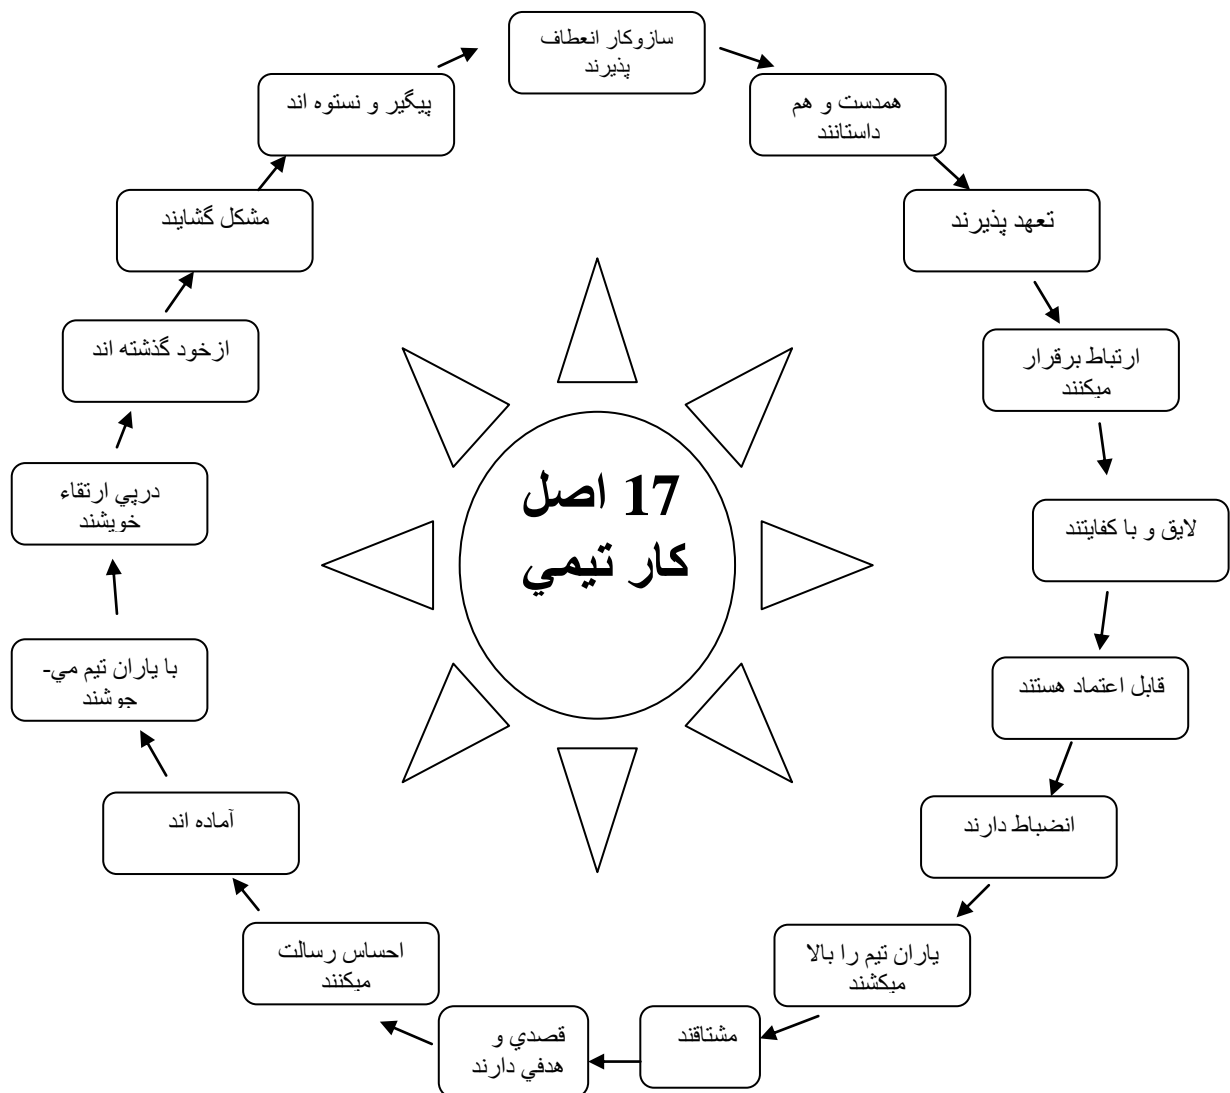 سازوکار انعطاف
پذیرند
همدست و هم
داستانند
تعهد پذیرند
ارتباط برقرار
میکنند
لایق و با کفایتند
قابل اعتماد هستند
انضباط دارند
یاران تیم را بالا
میکشند
مشتاقند
قصدي و
هدفي دارند
احساس رسالت
میکنند
آماده اند
با یاران تیم مي-
جوشند
درپي ارتقاء
خویشند
ازخود گذشته اند
مشکل گشایند
پیگیر و نستوه اند
17 اصل
کار تیمي